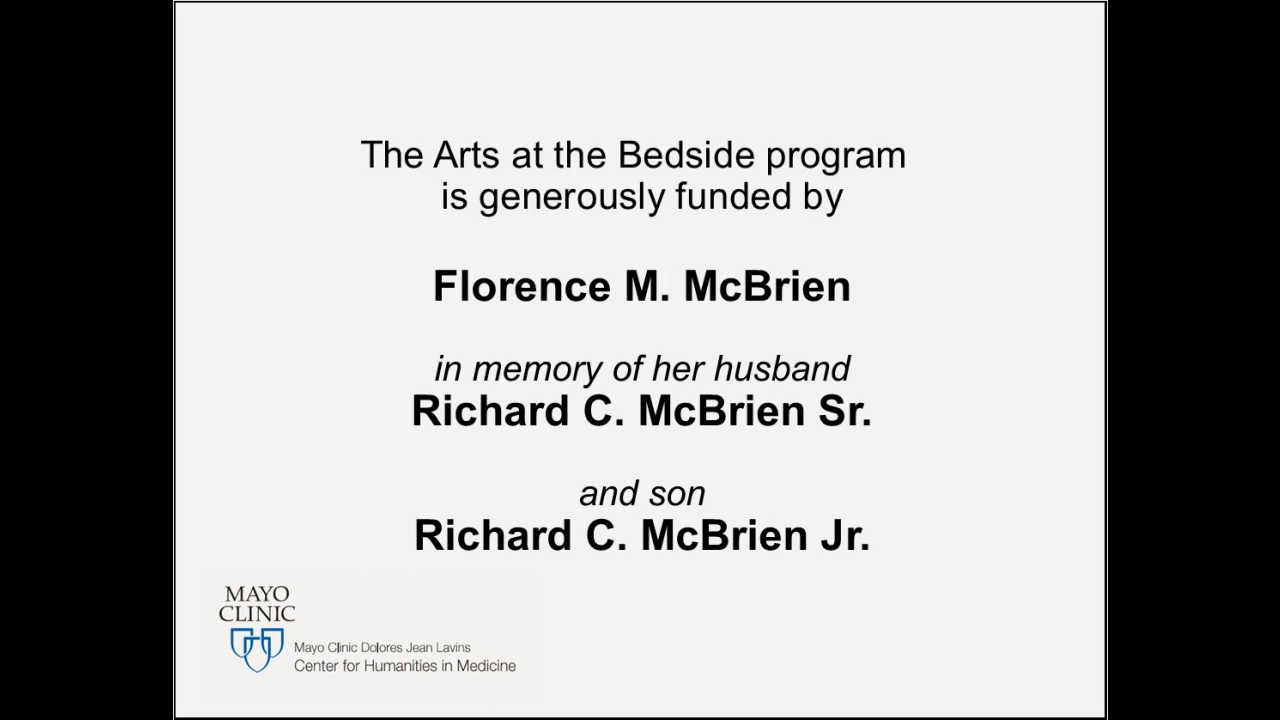 The Arts at the Bedside program
is generously funded by
Florence M. McBrien
in memory of her husband
Richard C. McBrien Sr.
and son
Richard C. McBrien Jr.
MAYO
CLINIC
Mayo Clinic Dolores Jean Lavins
Center for Humanities in Medicine